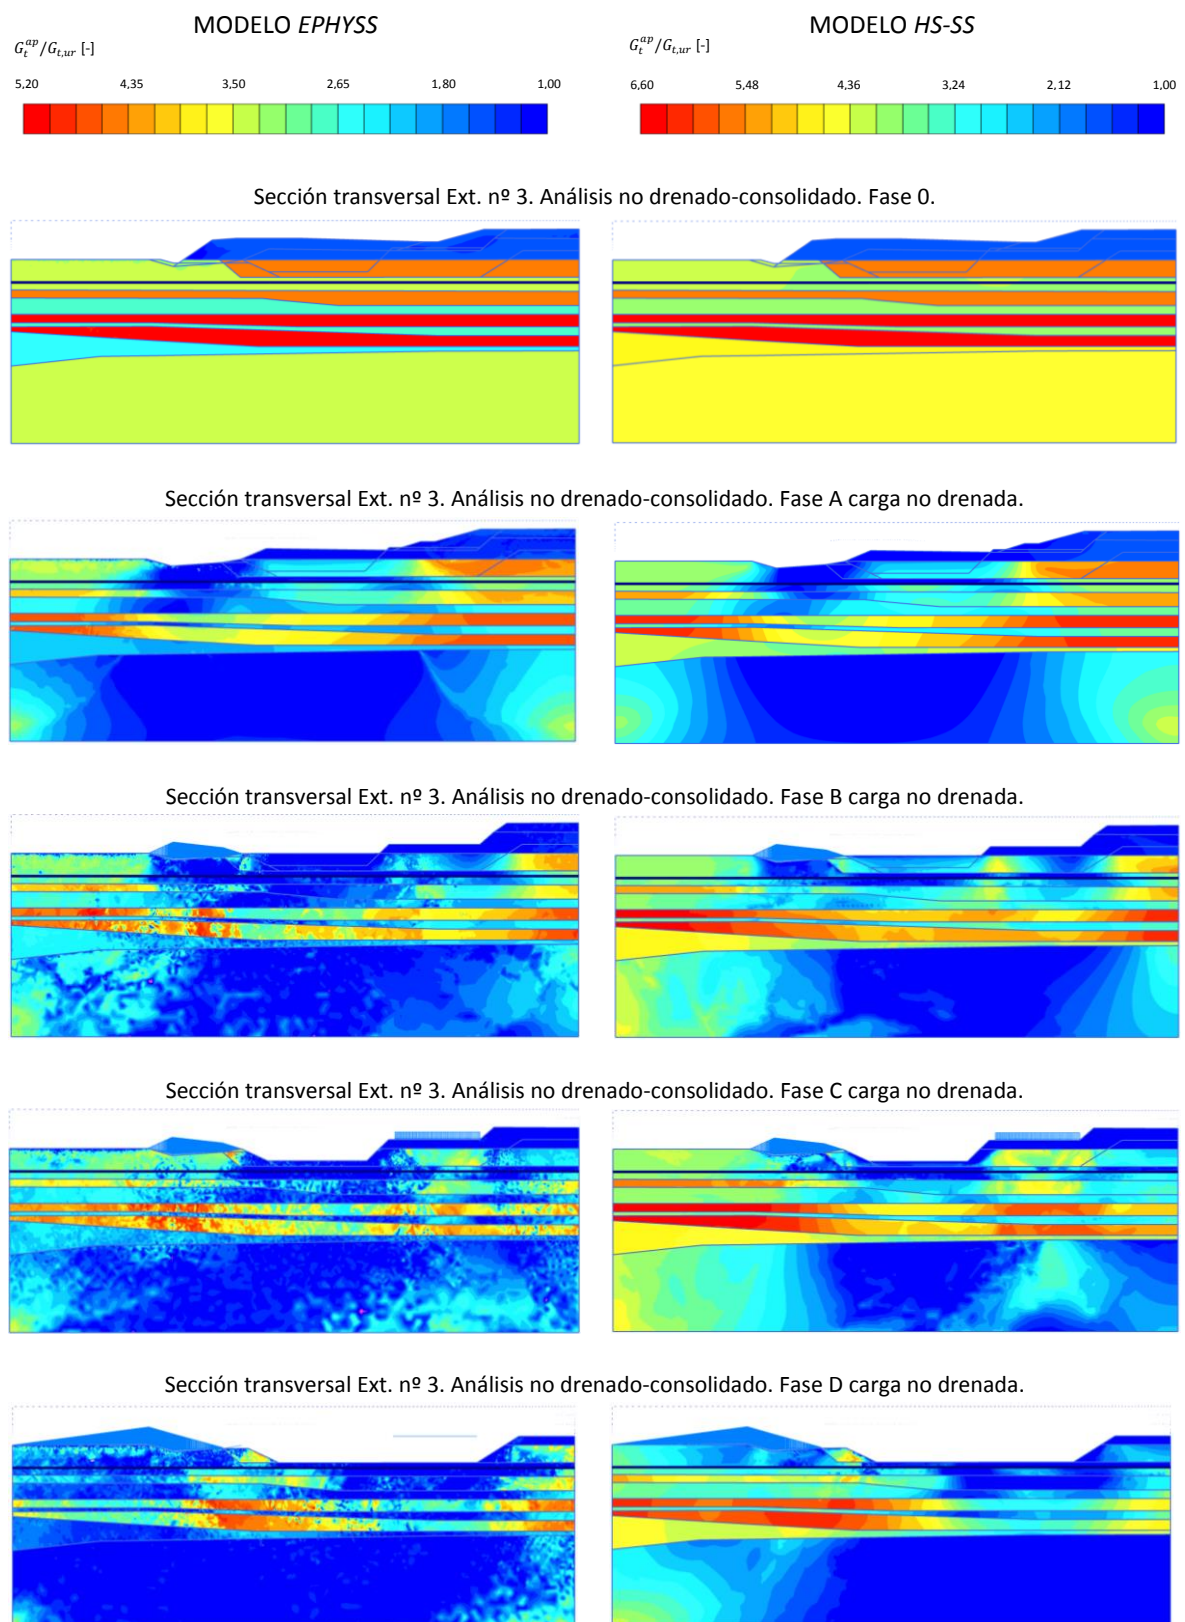 MODELO EPHYSS
MODELO HS-SS
G_t^{ap}/G_{t,ur} [-]
G_t^{ap}/G_{t,ur} [-]
5,20 4,35 3,50 2,65 1,80 1,00
6,60 5,48 4,36 3,24 2,12 1,00
Sección transversal Ext. nº 3. Análisis no drenado-consolidado. Fase 0.
Sección transversal Ext. nº 3. Análisis no drenado-consolidado. Fase A carga no drenada.
Sección transversal Ext. nº 3. Análisis no drenado-consolidado. Fase B carga no drenada.
Sección transversal Ext. nº 3. Análisis no drenado-consolidado. Fase C carga no drenada.
Sección transversal Ext. nº 3. Análisis no drenado-consolidado. Fase D carga no drenada.